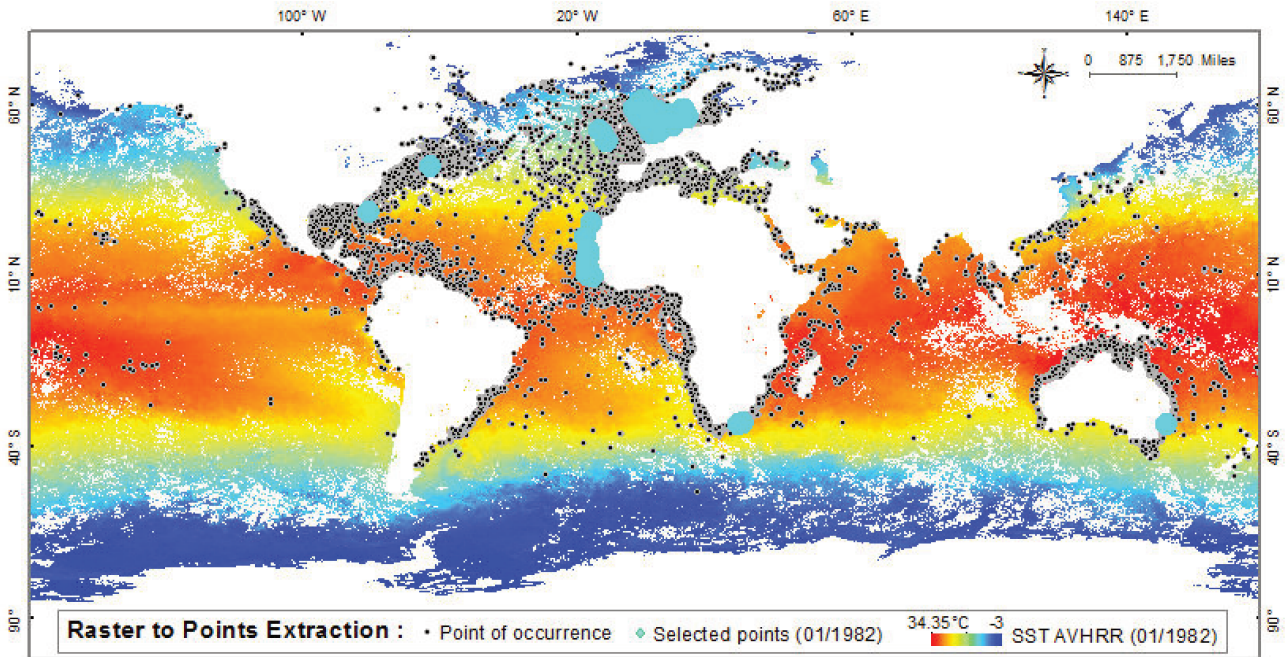 100° W 20° W 60° E 140° E
0 875 1,750 Miles
60° N 60° N
10° N 10° N
40° S 40° S
90° 90°
Raster to Points Extraction : Point of occurrence Selected points (01/1982) 34.35°C -3 SST AVHRR (01/1982)